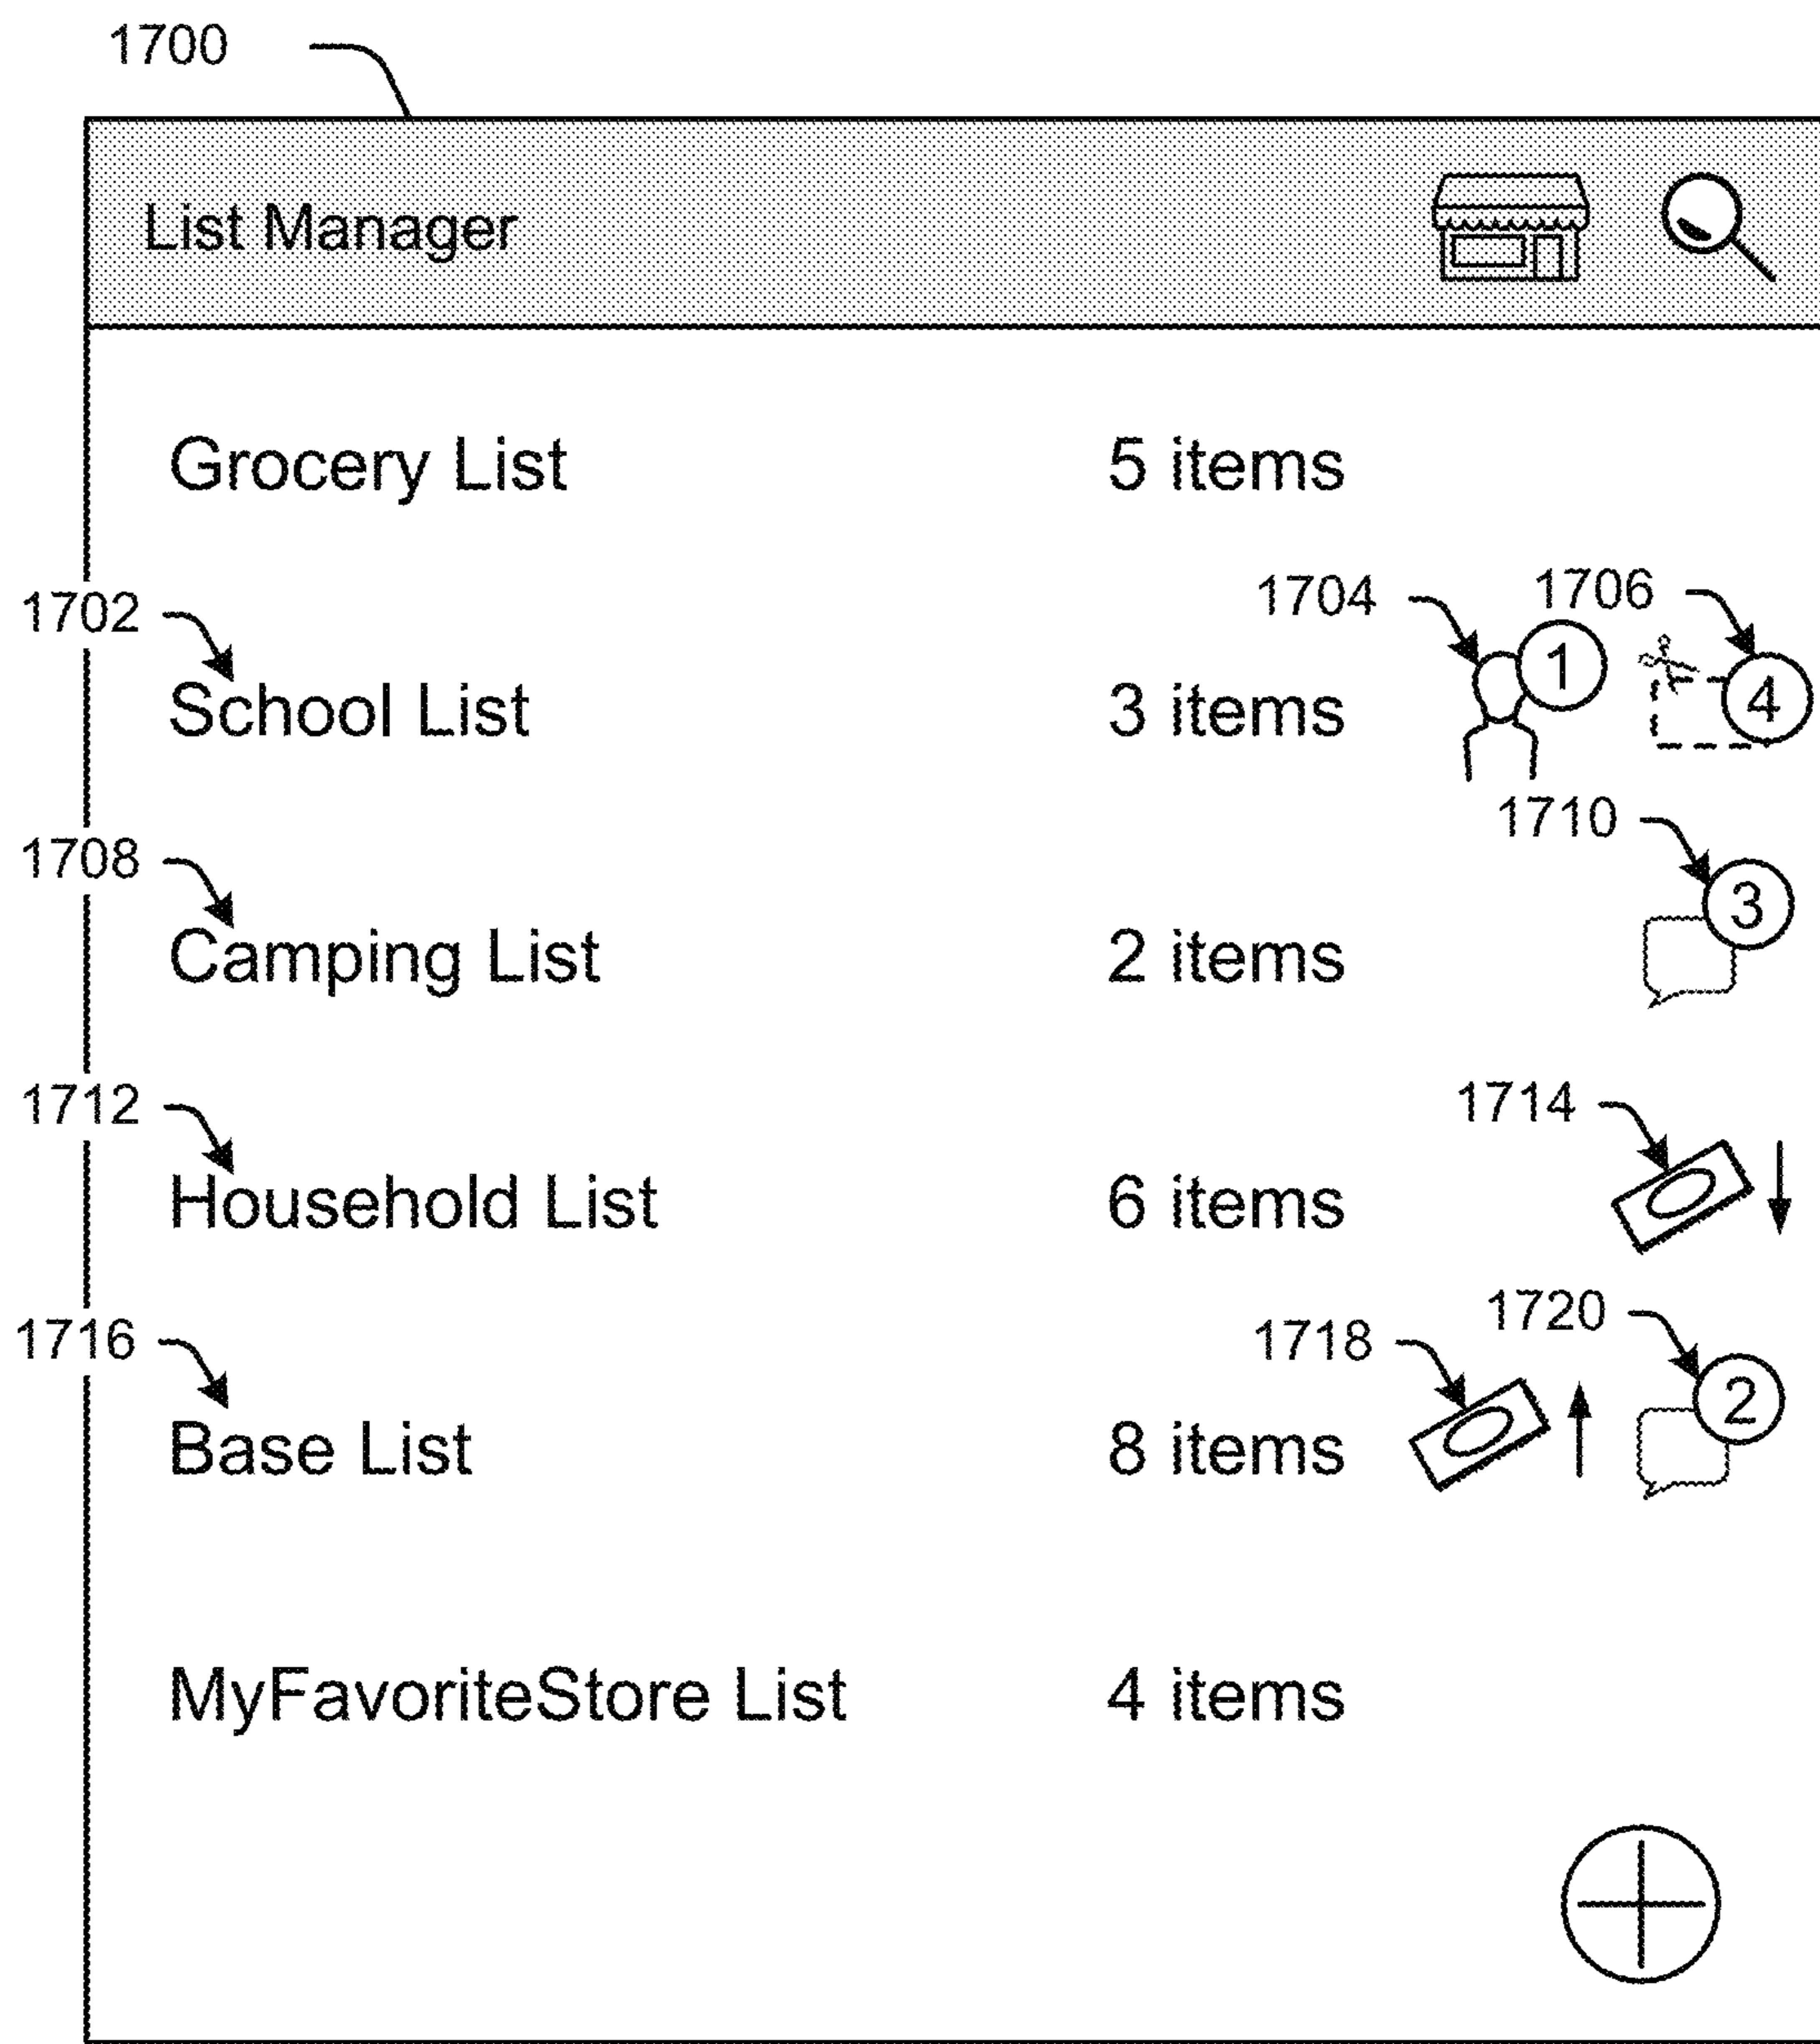 1700
List Manager
Grocery List 5 items
1702 1704 1706
School List 3 items 1 4
1708 1710
Camping List 2 items 3
1712 1714
Household List 6 items
1716 1718 1720
Base List 8 items 2
MyFavoriteStore List 4 items